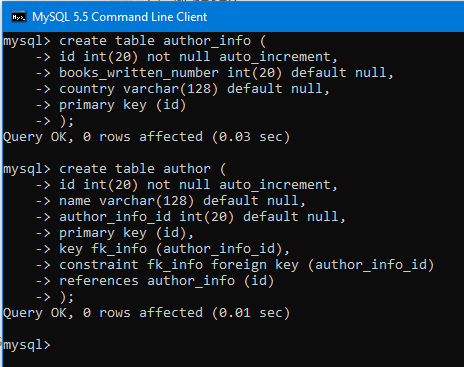 MySQL 5.5 Command Line Client
mysql> create table author_info (
    -> id int(20) not null auto_increment,
    -> books_written_number int(20) default null,
    -> country varchar(128) default null,
    -> primary key (id)
    -> );
Query OK, 0 rows affected (0.03 sec)

mysql> create table author (
    -> id int(20) not null auto_increment,
    -> name varchar(128) default null,
    -> author_info_id int(20) default null,
    -> primary key (id),
    -> key fk_info (author_info_id),
    -> constraint fk_info foreign key (author_info_id)
    -> references author_info (id)
    -> );
Query OK, 0 rows affected (0.01 sec)

mysql>